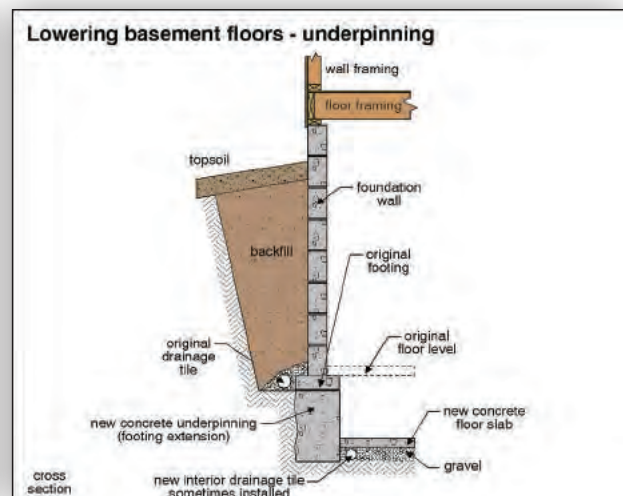 Lowering basement floors - underpinning
wall framing
floor framing
topsoil
foundation
wall
backfill
original
footing
original
drainage
tile
original
floor level
new concrete underpinning
(footing extension)
new concrete
floor slab
gravel
cross
section
new interior drainage tile
sometimes installed